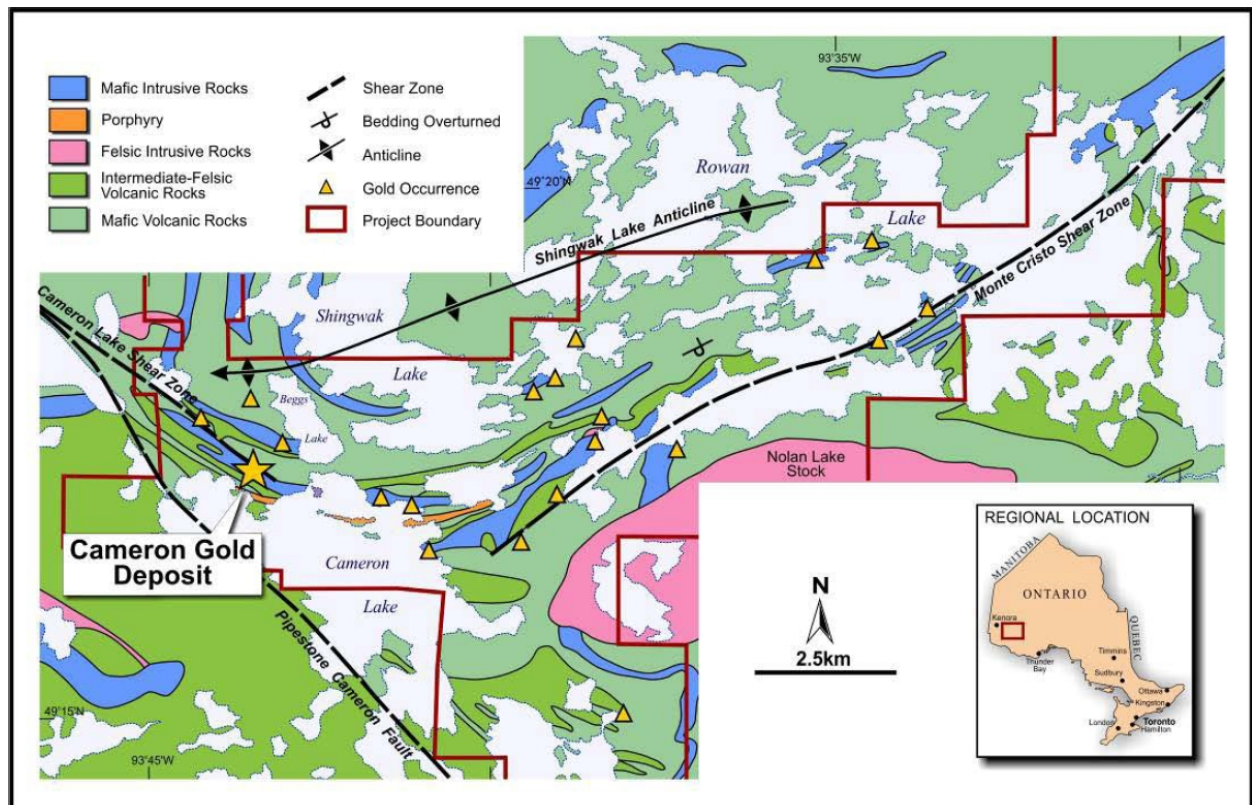 Mafic Intrusive Rocks
Porphyry
Felsic Intrusive Rocks
Intermediate-Felsic
Volcanic Rocks
Mafic Volcanic Rocks
Shear Zone
Bedding Overturned
Anticline
Gold Occurrence
Project Boundary
93°35'W
49°20'N
Rowan
Lake
Shingwak Lake Anticline
Monte Cristo Shear Zone
Cameron Lake Shear Zone
Shingwak
Lake
Beggs
Lake
Nolan Lake
Stock
Cameron Gold
Deposit
Cameron
Lake
Pipestone Cameron Fault
49°15'N
93°45'W
N
2.5km
REGIONAL LOCATION
MANITOBA
ONTARIO
QUEBEC
Kenora
Thunder
Bay
Timmins
Sudbury
Ottawa
Kingston
London
Toronto
Hamilton